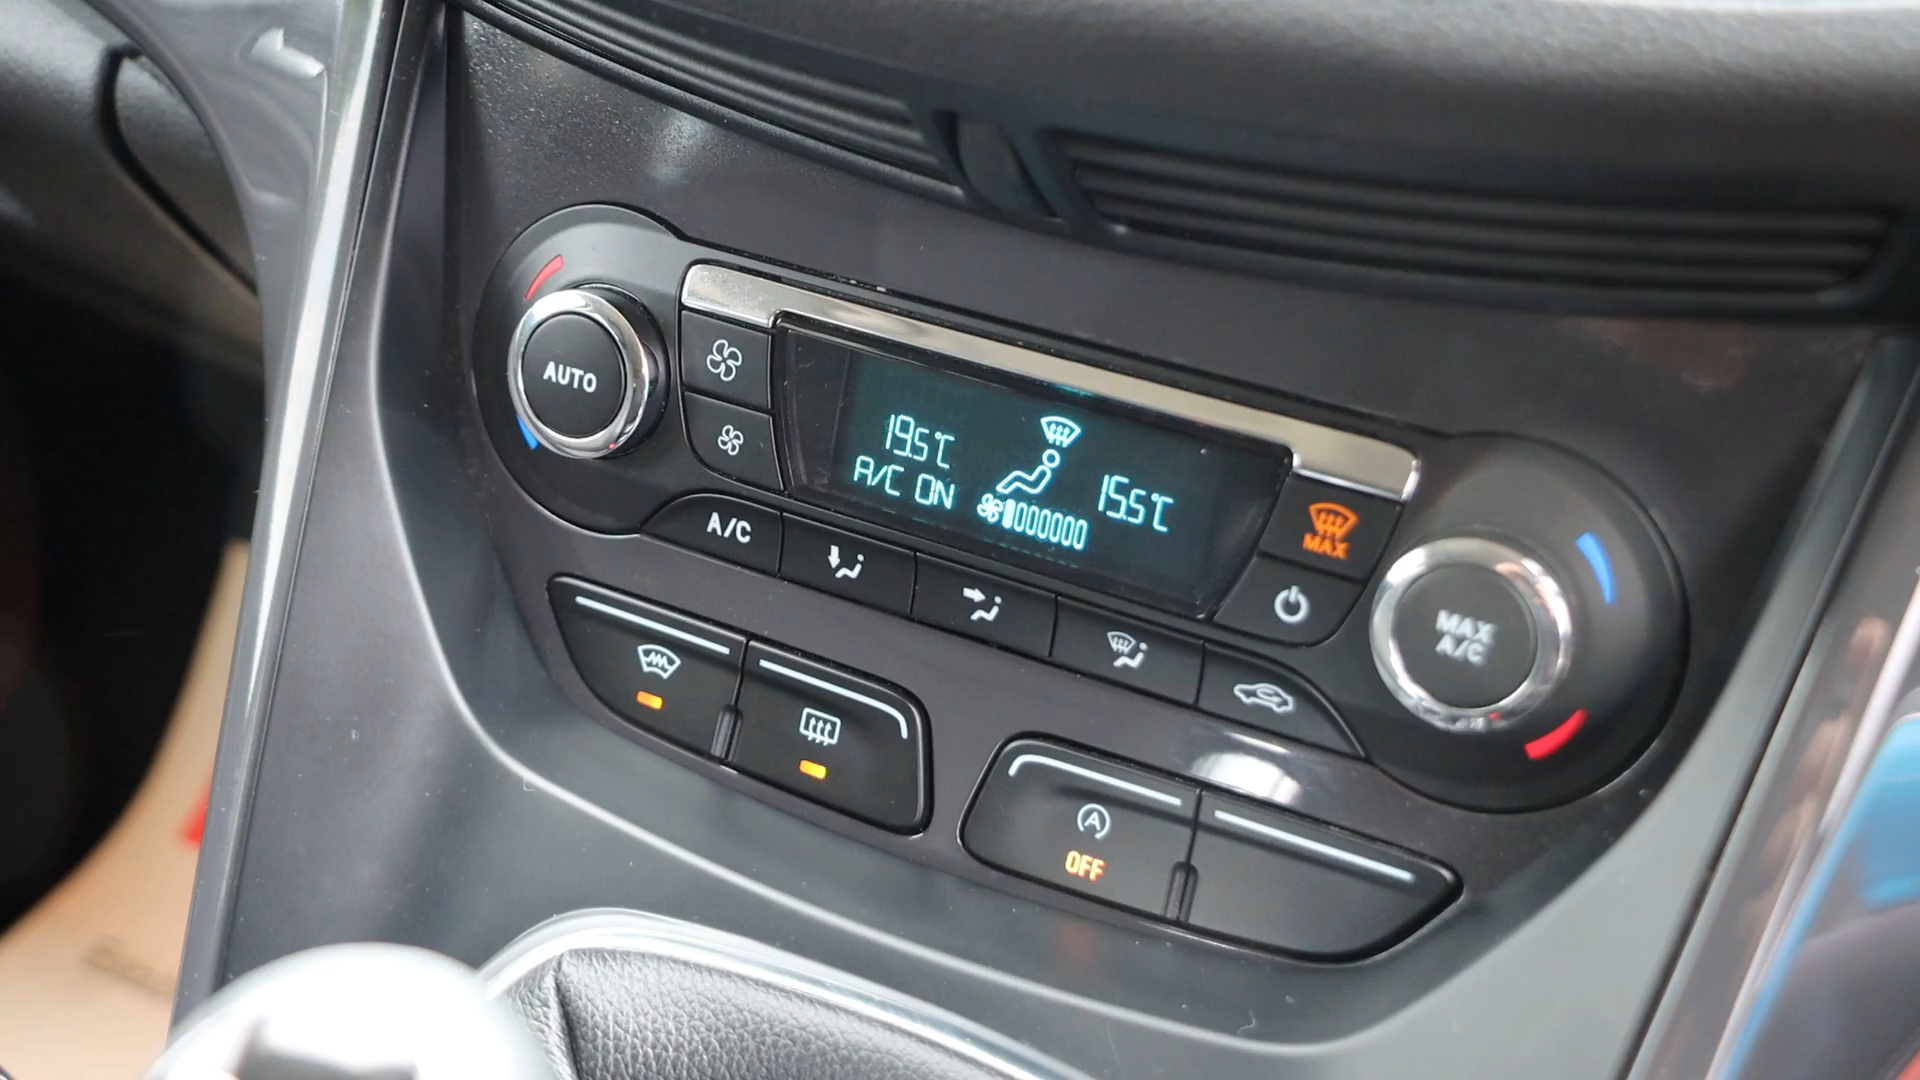 AUTO
19.5°C
A/C ON
15.5°C
MAX
A/C
MAX
A/C
A
OFF